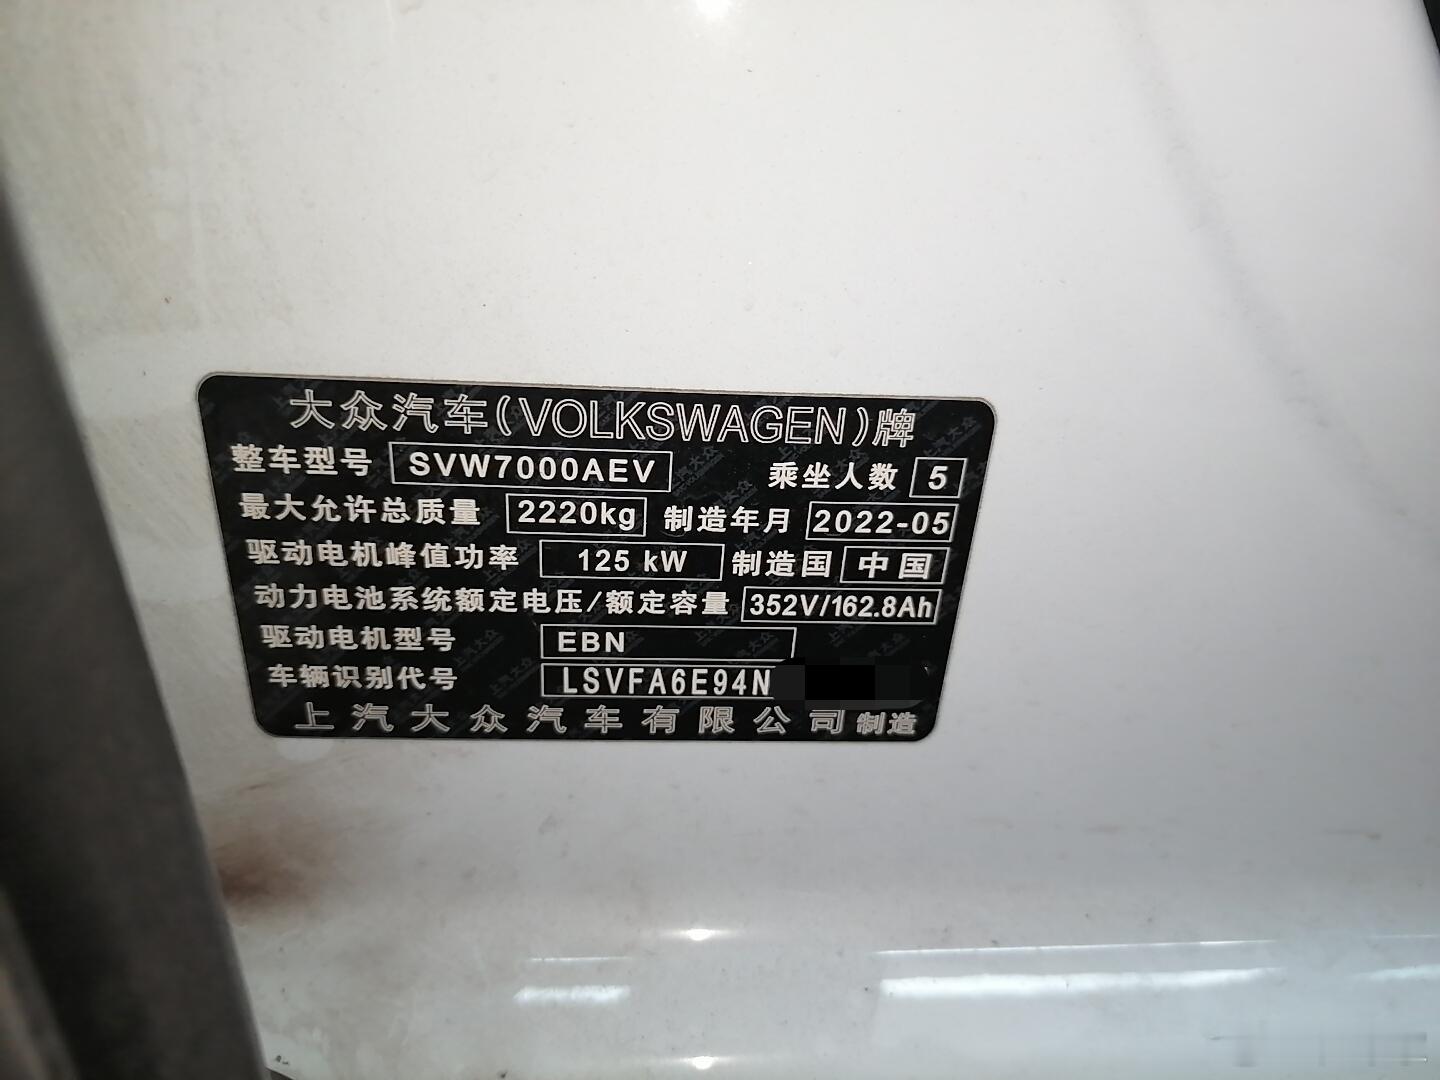 大众汽车(VOLKSWAGEN)牌
整车型号 SVW7000AEV 乘坐人数 5
最大允许总质量 2220kg 制造年月 2022-05
驱动电机峰值功率 125 kW 制造国 中国
动力电池系统额定电压/额定容量 352V/162.8Ah
驱动电机型号 EBN
车辆识别代号 LSVFA6E94N
上汽大众汽车有限公司制造